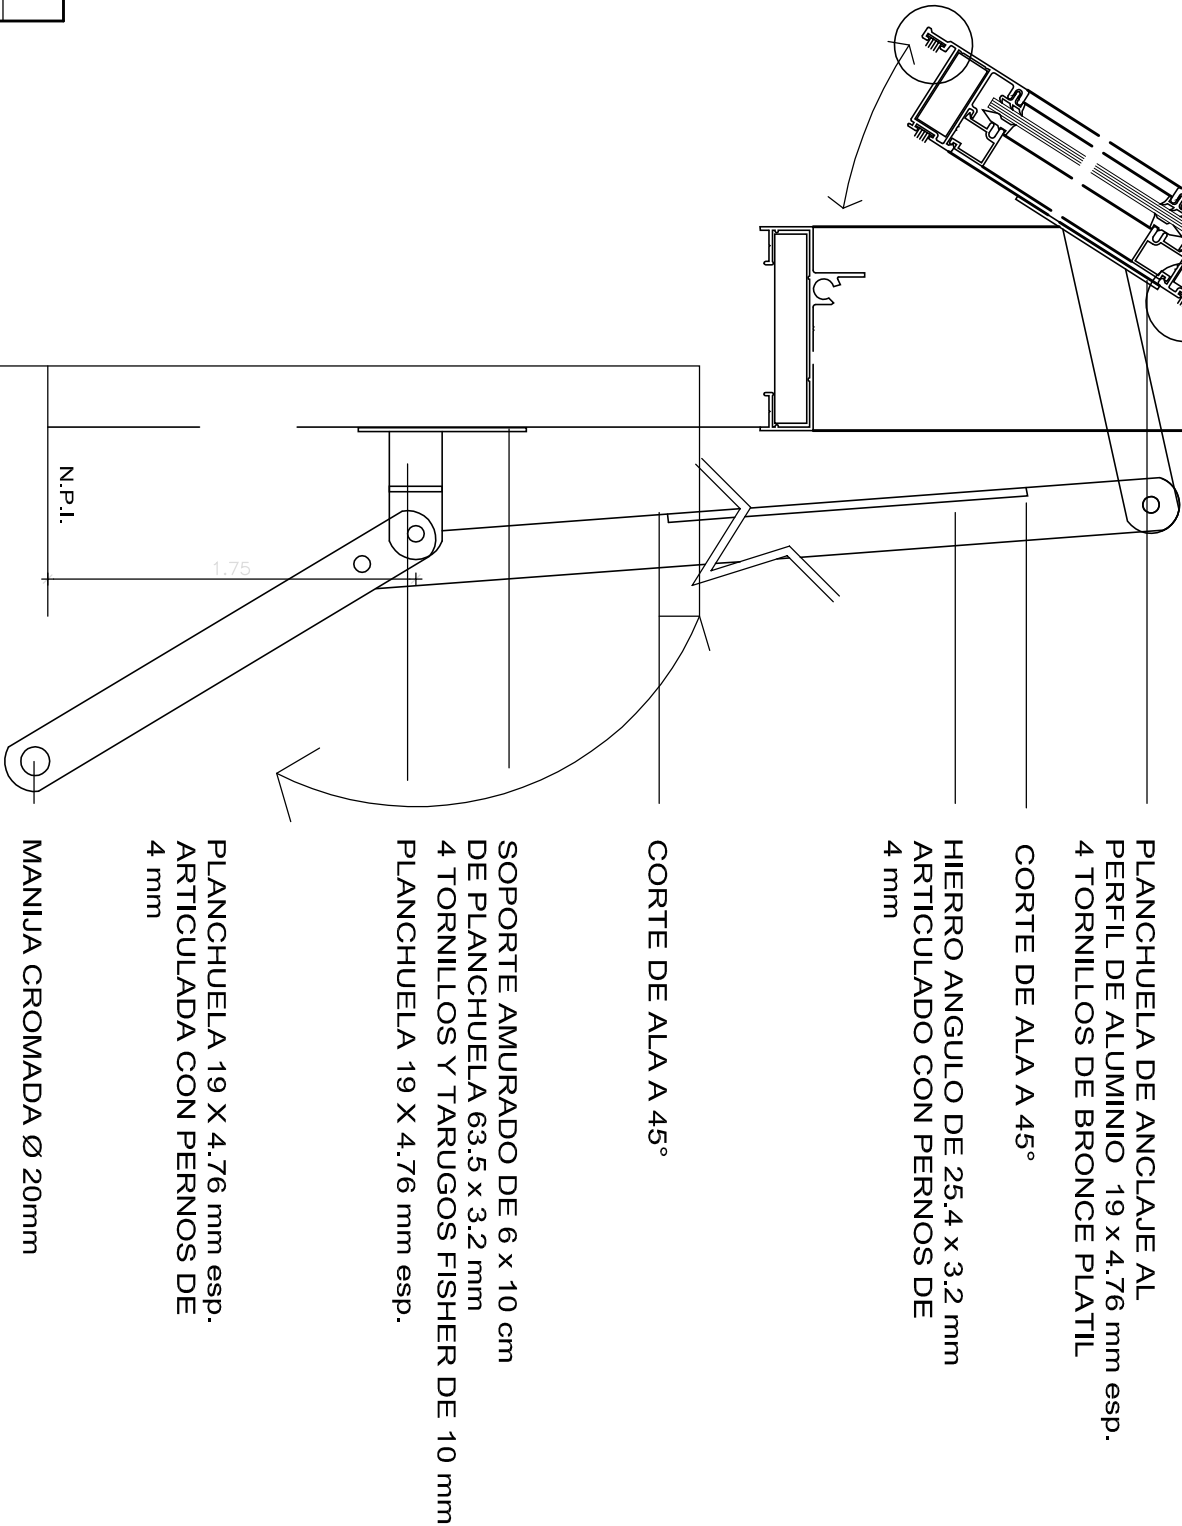 PLANCHUELA DE ANCLAJE AL
PERFIL DE ALUMINIO 19 x 4.76 mm esp.
4 TORNILLOS DE BRONCE PLATIL
CORTE DE ALA A 45°
HIERRO ANGULO DE 25.4 x 3.2 mm
ARTICULADO CON PERNOS DE
4 mm
CORTE DE ALA A 45°
SOPORTE AMURADO DE 6 x 10 cm
DE PLANCHUELA 63.5 x 3.2 mm
4 TORNILLOS Y TARUGOS FISHER DE 10 mm
PLANCHUELA 19 X 4.76 mm esp.
PLANCHUELA 19 X 4.76 mm esp.
ARTICULADA CON PERNOS DE
4 mm
MANIJA CROMADA Ø 20mm
N.P.I.
1.75